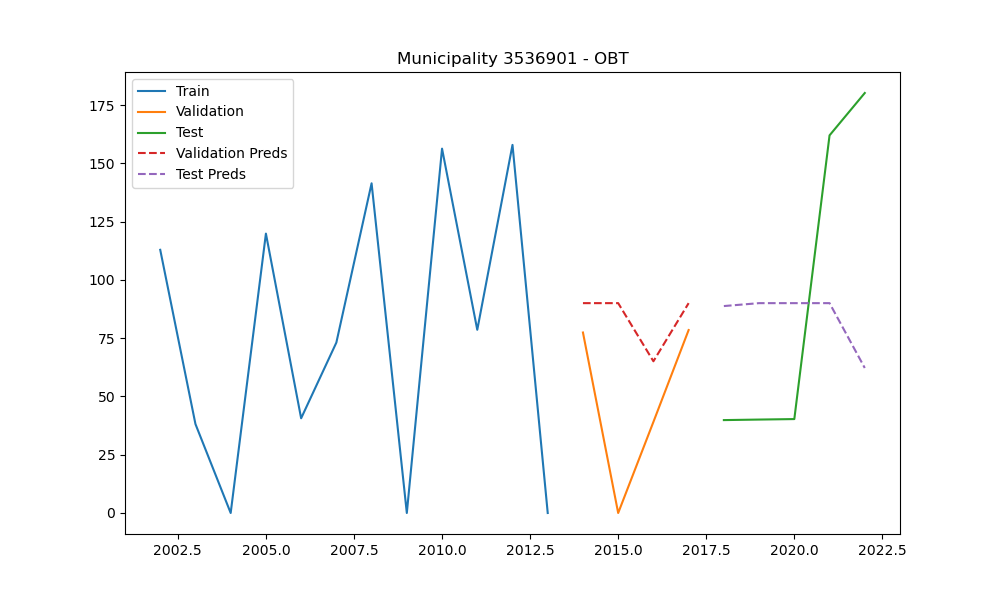 Municipality 3536901 - OBT
Train
Validation
Test
Validation Preds
Test Preds
175
150
125
100
75
50
25
0
2002.5 2005.0 2007.5 2010.0 2012.5 2015.0 2017.5 2020.0 2022.5